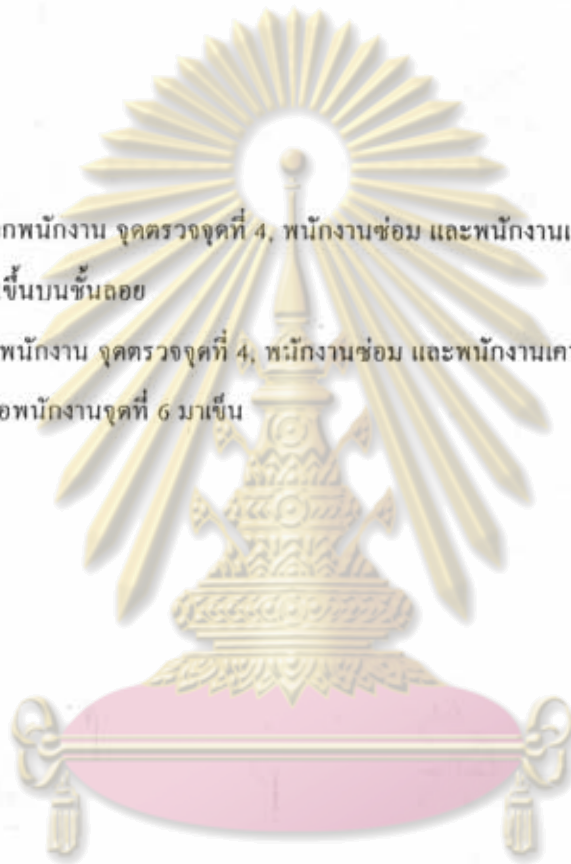 กพนักงาน จุดตรวจจุดที่ 4, พนักงานซ่อม และพนักงานเ
ขึ้นบนชั้นลอย
พนักงาน จุดตรวจจุดที่ 4, พนักงานซ่อม และพนักงานเค
อพนักงานจุดที่ 6 มาเข็น